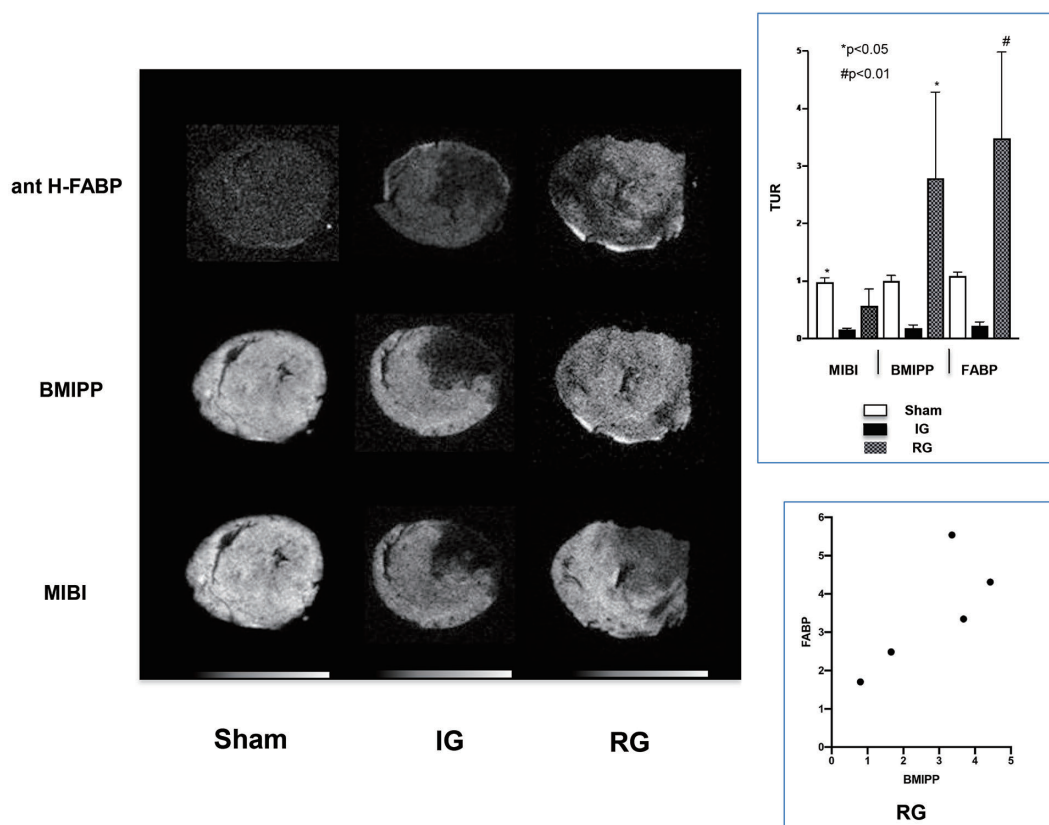 ant H-FABP
BMIPP
MIBI
Sham IG RG
*p<0.05
#p<0.01
#
*
*
TUR
5
4
3
2
1
0
MIBI BMIPP FABP
Sham
IG
RG
FABP
6
5
4
3
2
1
0
0 1 2 3 4 5
BMIPP
RG